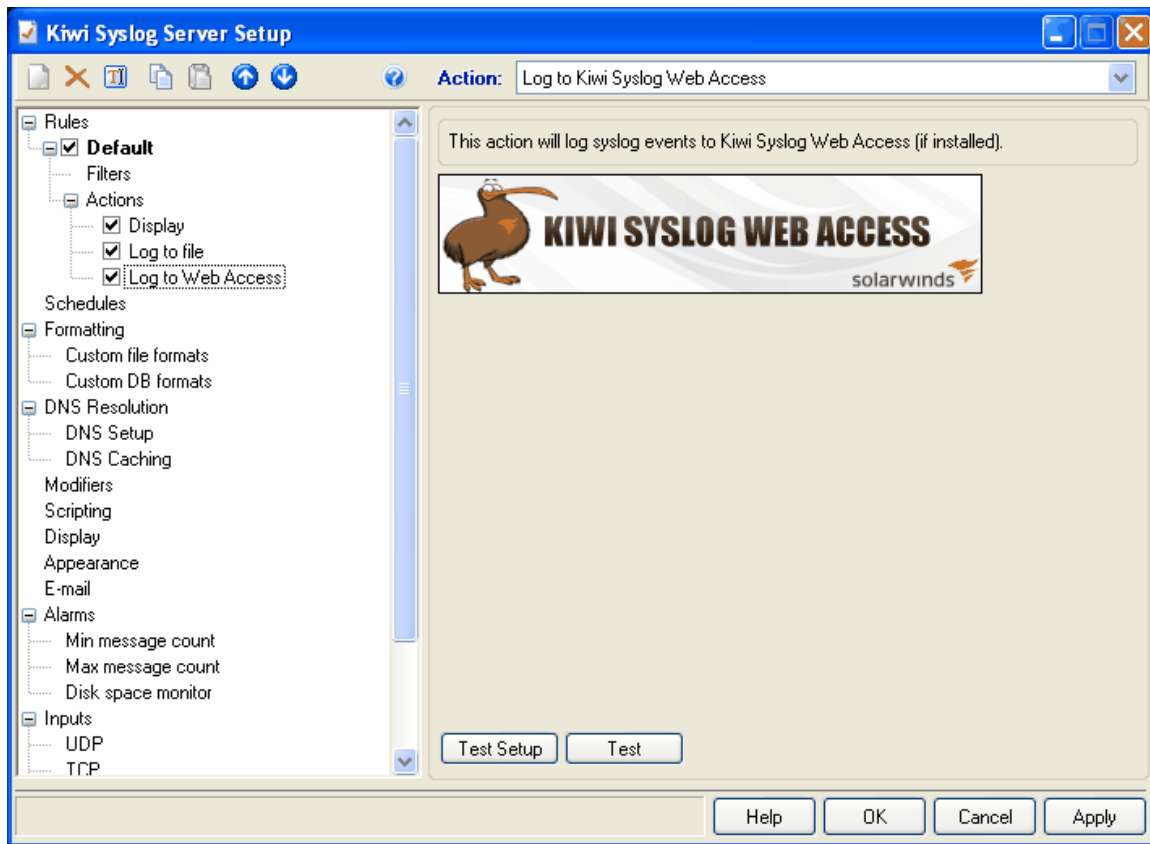 Kiwi Syslog Server Setup
Action: Log to Kiwi Syslog Web Access
Rules
Default
Filters
Actions
Display
Log to file
Log to Web Access
Schedules
Formatting
Custom file formats
Custom DB formats
DNS Resolution
DNS Setup
DNS Caching
Modifiers
Scripting
Display
Appearance
E-mail
Alarms
Min message count
Max message count
Disk space monitor
Inputs
UDP
TCP
This action will log syslog events to Kiwi Syslog Web Access (if installed).
KIWI SYSLOG WEB ACCESS
solarwinds
Test Setup Test
Help OK Cancel Apply